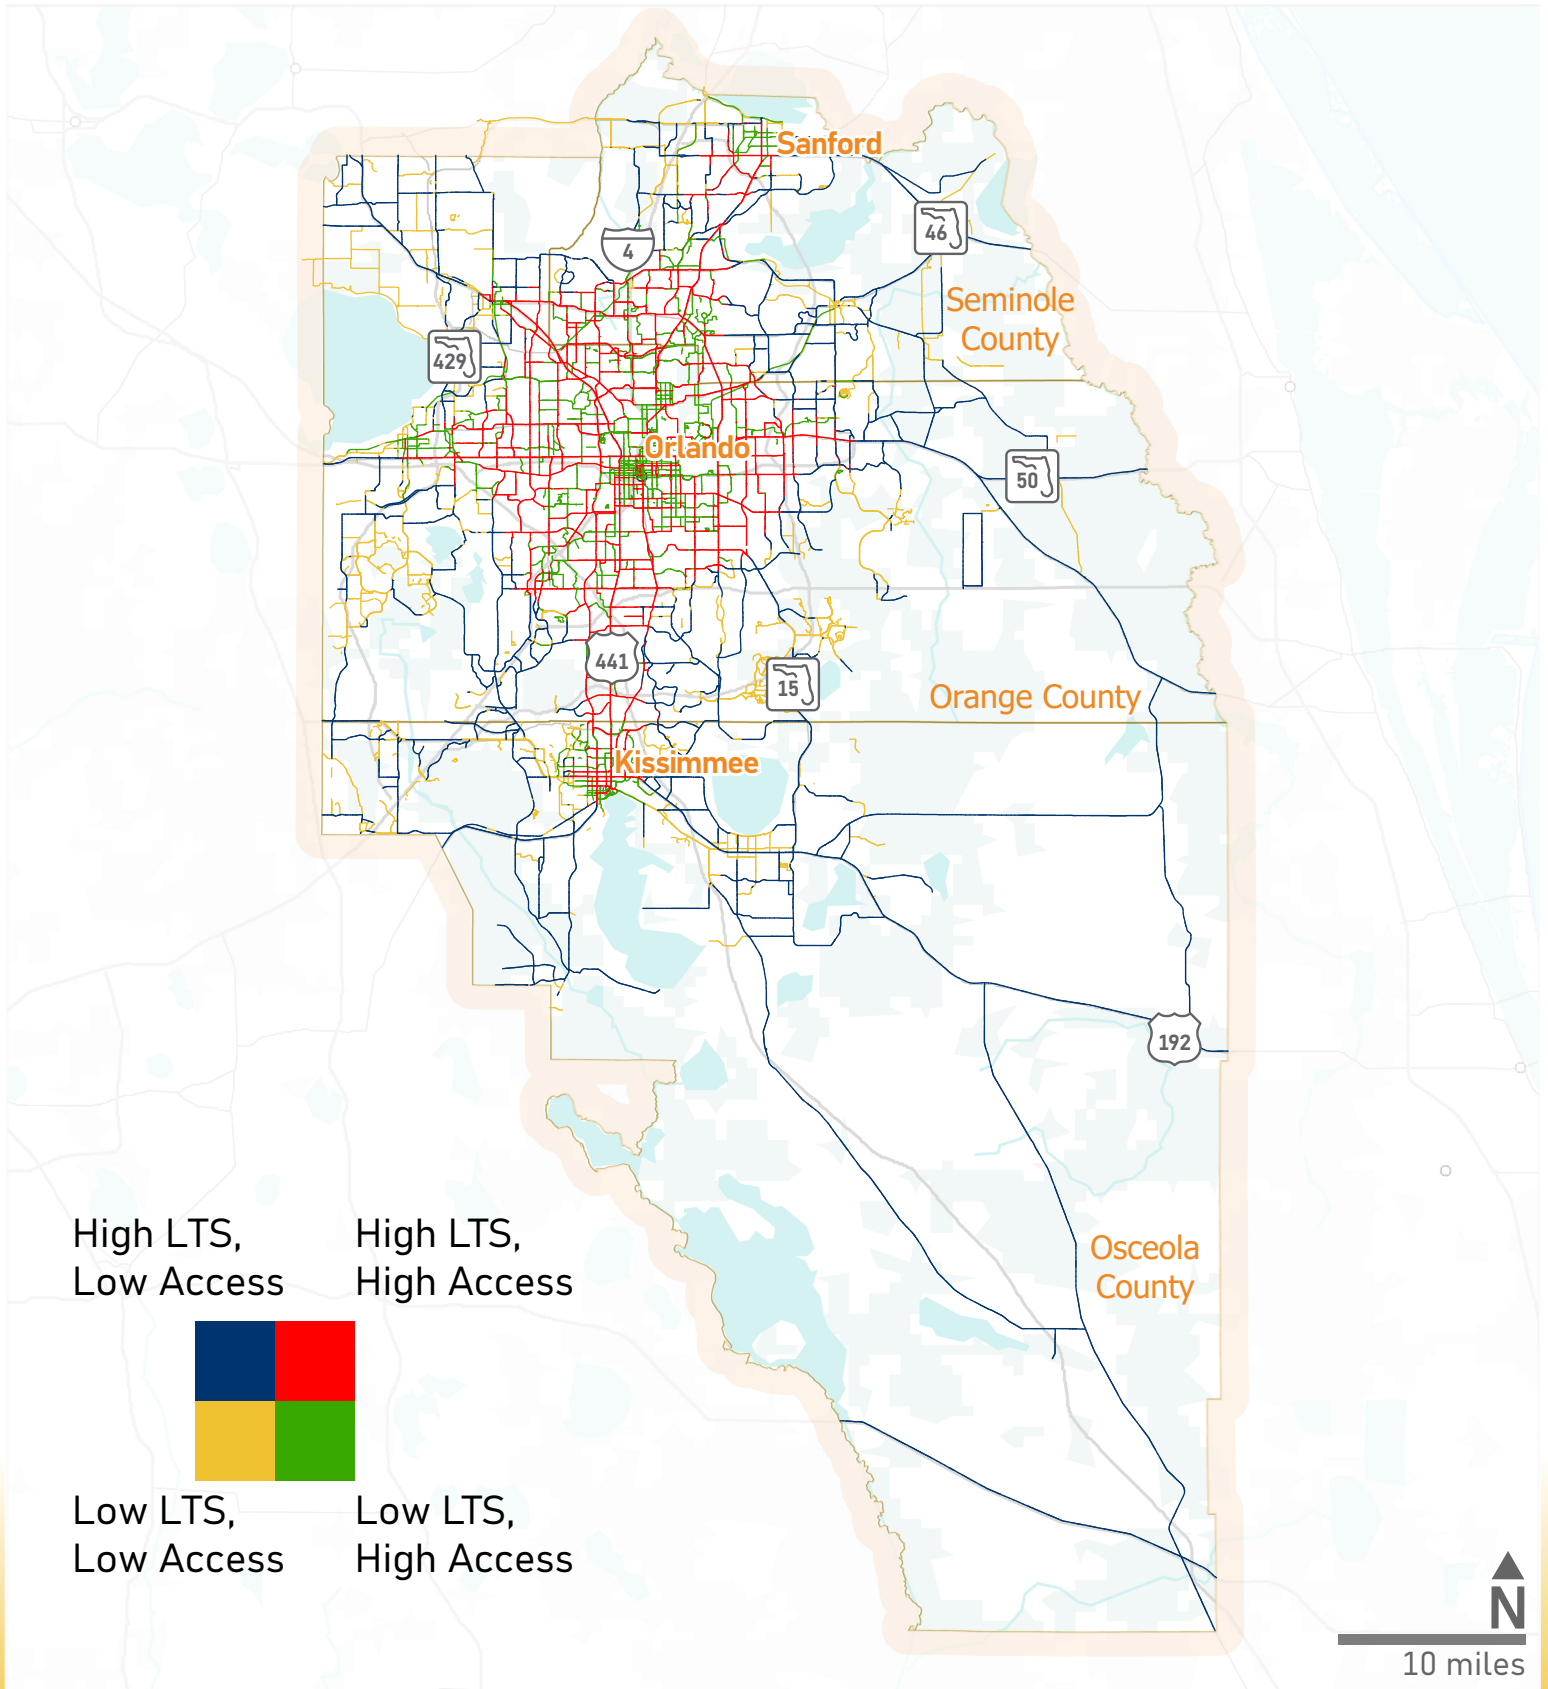 Sanford
46
4
Seminole
County
429
Orlando
50
441
15
Orange County
Kissimmee
192
High LTS,
Low Access
High LTS,
High Access
Osceola
County
Low LTS,
Low Access
Low LTS,
High Access
N
10 miles